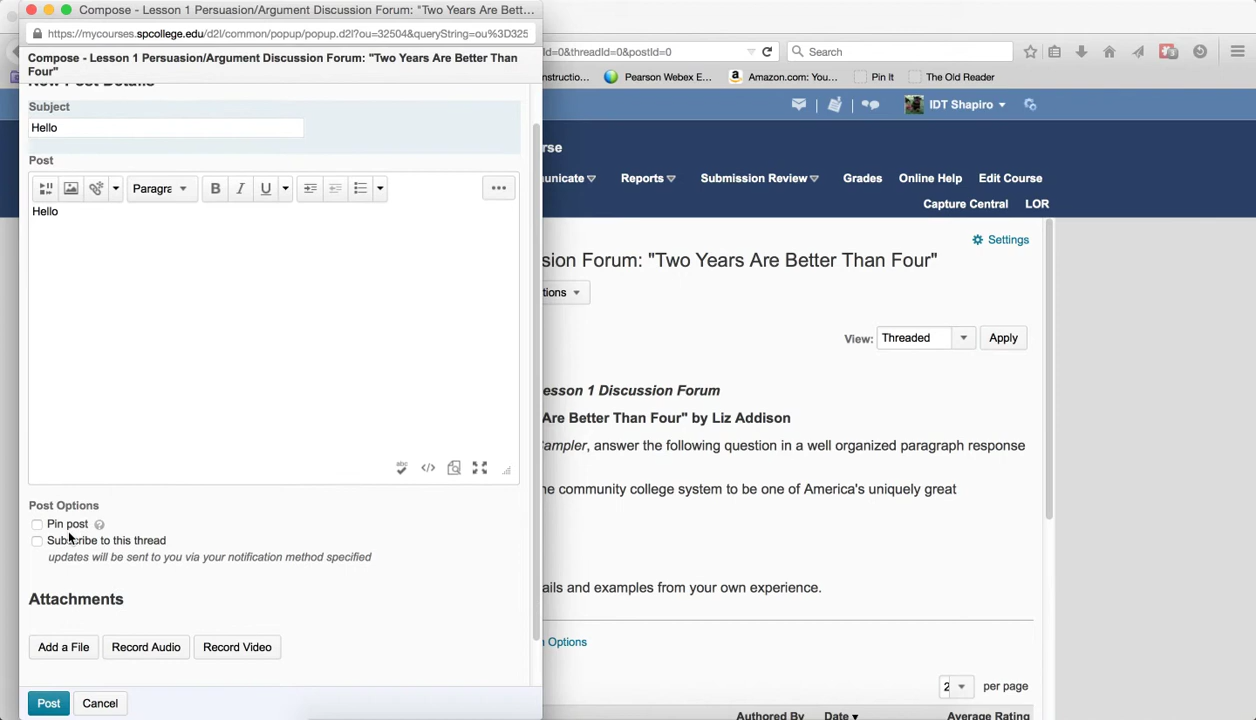 Compose - Lesson 1 Persuasion/Argument Discussion Forum: "Two Years Are Bett...
https://mycourses.spcollege.edu/d2l/common/popup/popup.d2l?ou=32504&queryString=ou%3D325
Compose - Lesson 1 Persuasion/Argument Discussion Forum: "Two Years Are Better Than
Four"
New Post Details
Subject
Hello
Post
Paragra
B I U
Hello
abc
</>
Post Options
Pin post
Subscribe to this thread
updates will be sent to you via your notification method specified
Attachments
Add a File Record Audio Record Video
Post Cancel
d=0&threadId=0&postId=0
Search
nstructio... Pearson Webex E... Amazon.com: You... Pin It The Old Reader
IDT Shapiro
rse
unicate Reports Submission Review Grades Online Help Edit Course
Capture Central LOR
Settings
sion Forum: "Two Years Are Better Than Four"
tions
View: Threaded Apply
esson 1 Discussion Forum
Are Better Than Four" by Liz Addison
ampler, answer the following question in a well organized paragraph response
he community college system to be one of America's uniquely great
ails and examples from your own experience.
n Options
2 per page
Authored By Date Average Rating